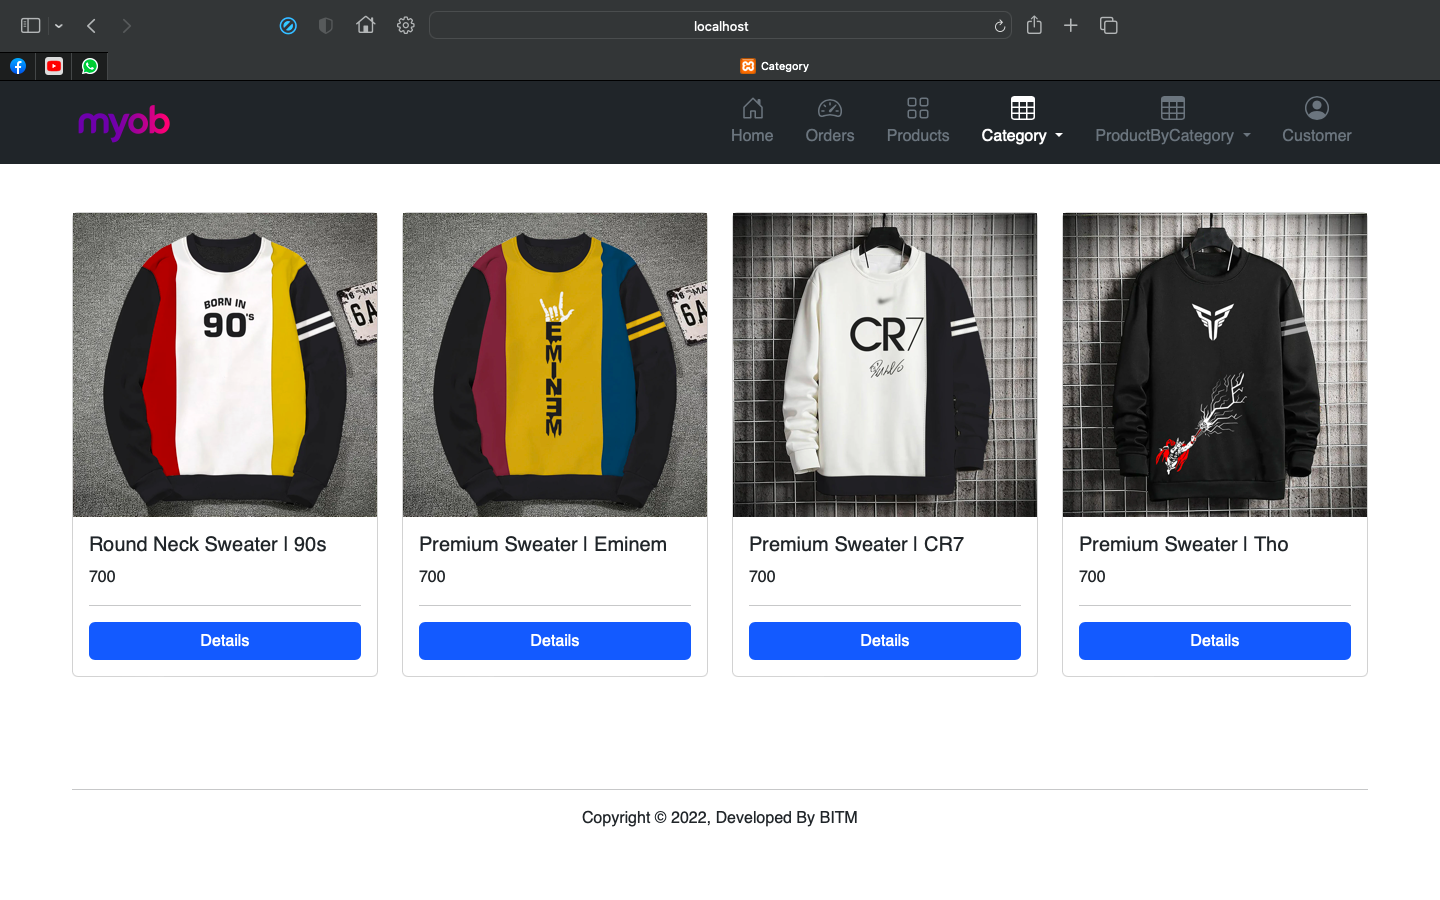 localhost
Category
myob
Home
Orders
Products
Category
ProductByCategory
Customer
BORN IN
90's
6A
EMINEM
6A
CR7
Round Neck Sweater | 90s
Premium Sweater | Eminem
Premium Sweater | CR7
Premium Sweater | Tho
700
700
700
700
Details
Details
Details
Details
Copyright © 2022, Developed By BITM